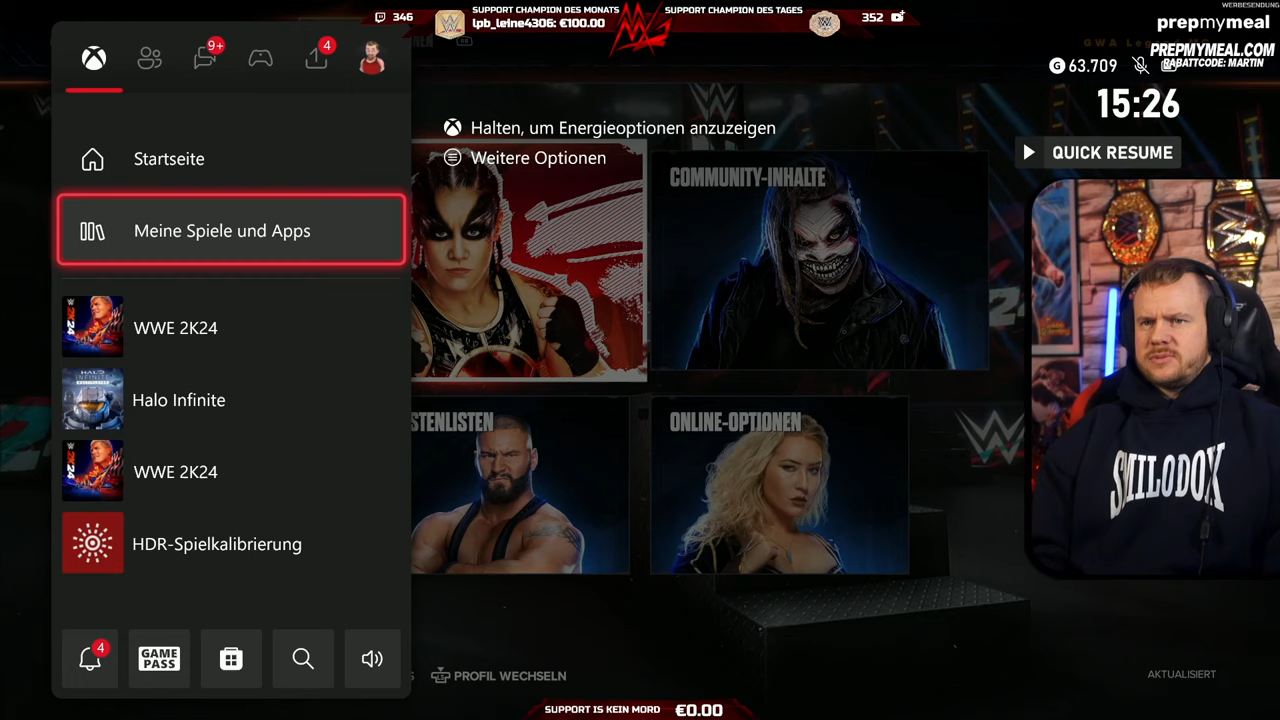 WERBESENDUNG
346
SUPPORT CHAMPION DES MONATS
lpb_le1ne4306: €100.00
SUPPORT CHAMPION DES TAGES
352
prepmymeal
PREPMYMEAL.COM
RABATTCODE: MARTIN
9+
4
G 63.709
15:26
QUICK RESUME
Halten, um Energieoptionen anzuzeigen
Weitere Optionen
Startseite
Meine Spiele und Apps
WWE 2K24
Halo Infinite
WWE 2K24
HDR-Spielkalibrierung
COMMUNITY-INHALTE
STENLISTEN
ONLINE-OPTIONEN
SMILODOX
4
GAME
PASS
PROFIL WECHSELN
AKTUALISIERT
SUPPORT IS KEIN MORD €0.00